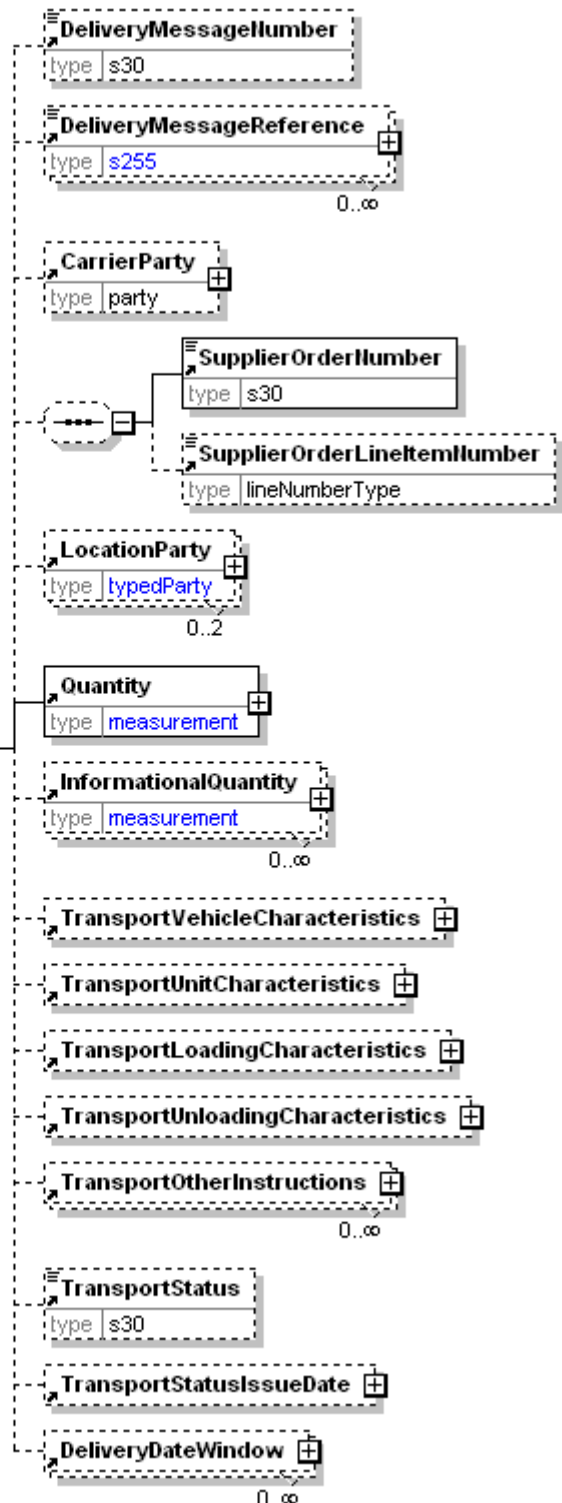 DeliveryMessageNumber
type s30
DeliveryMessageReference
type s255
0..∞
CarrierParty
type party
SupplierOrderNumber
type s30
SupplierOrderLineItemNumber
type lineNumberType
LocationParty
type typedParty
0..2
Quantity
type measurement
InformationalQuantity
type measurement
0..∞
TransportVehicleCharacteristics
TransportUnitCharacteristics
TransportLoadingCharacteristics
TransportUnloadingCharacteristics
TransportOtherInstructions
0..∞
TransportStatus
type s30
TransportStatusIssueDate
DeliveryDateWindow
0..∞